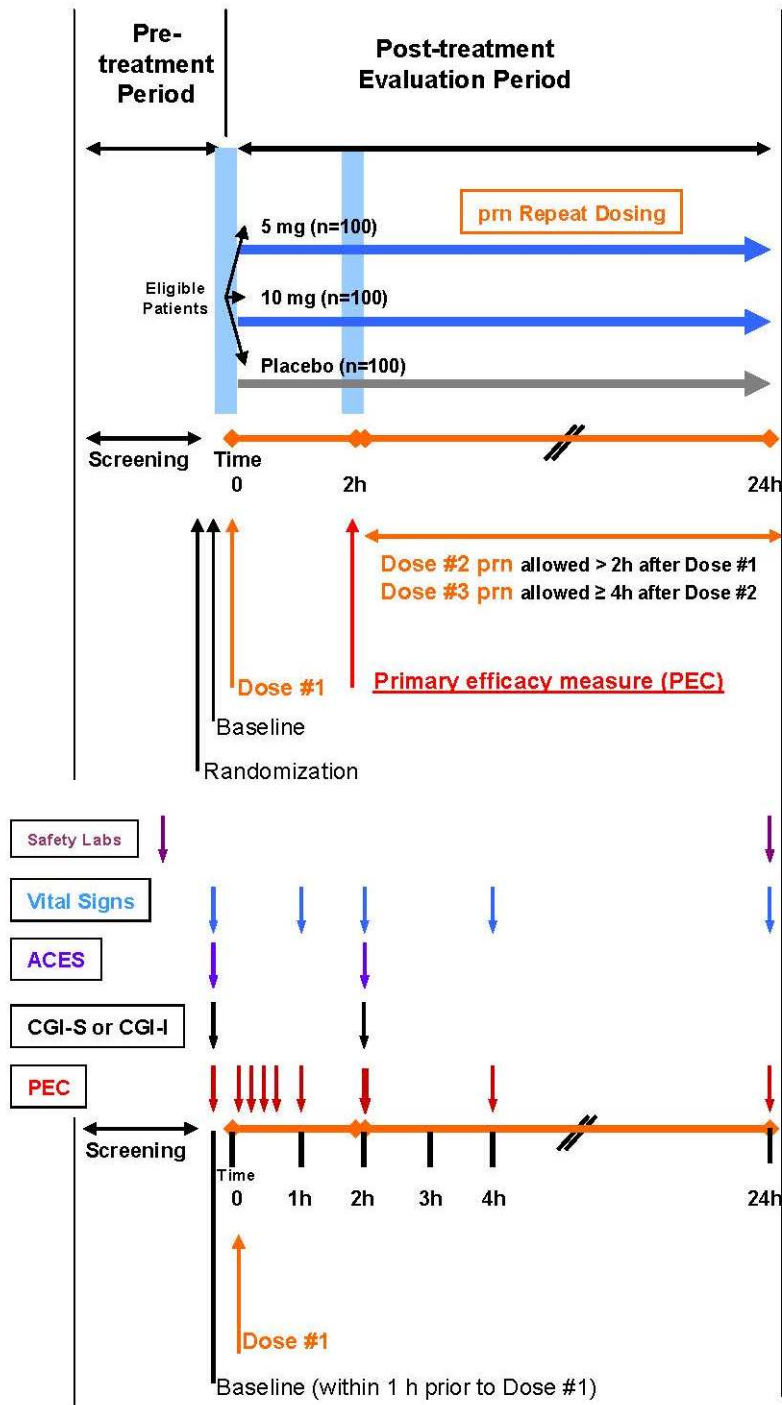 Pre-
treatment
Period
Post-treatment
Evaluation Period
prn Repeat Dosing
5 mg (n=100)
Eligible
Patients
10 mg (n=100)
Placebo (n=100)
Screening
Time
0
2h
24h
Dose #2 prn allowed > 2h after Dose #1
Dose #3 prn allowed ≥ 4h after Dose #2
Dose #1
Primary efficacy measure (PEC)
Baseline
Randomization
Safety Labs
Vital Signs
ACES
CGI-S or CGI-I
PEC
Screening
Time
0
1h
2h
3h
4h
24h
Dose #1
Baseline (within 1 h prior to Dose #1)